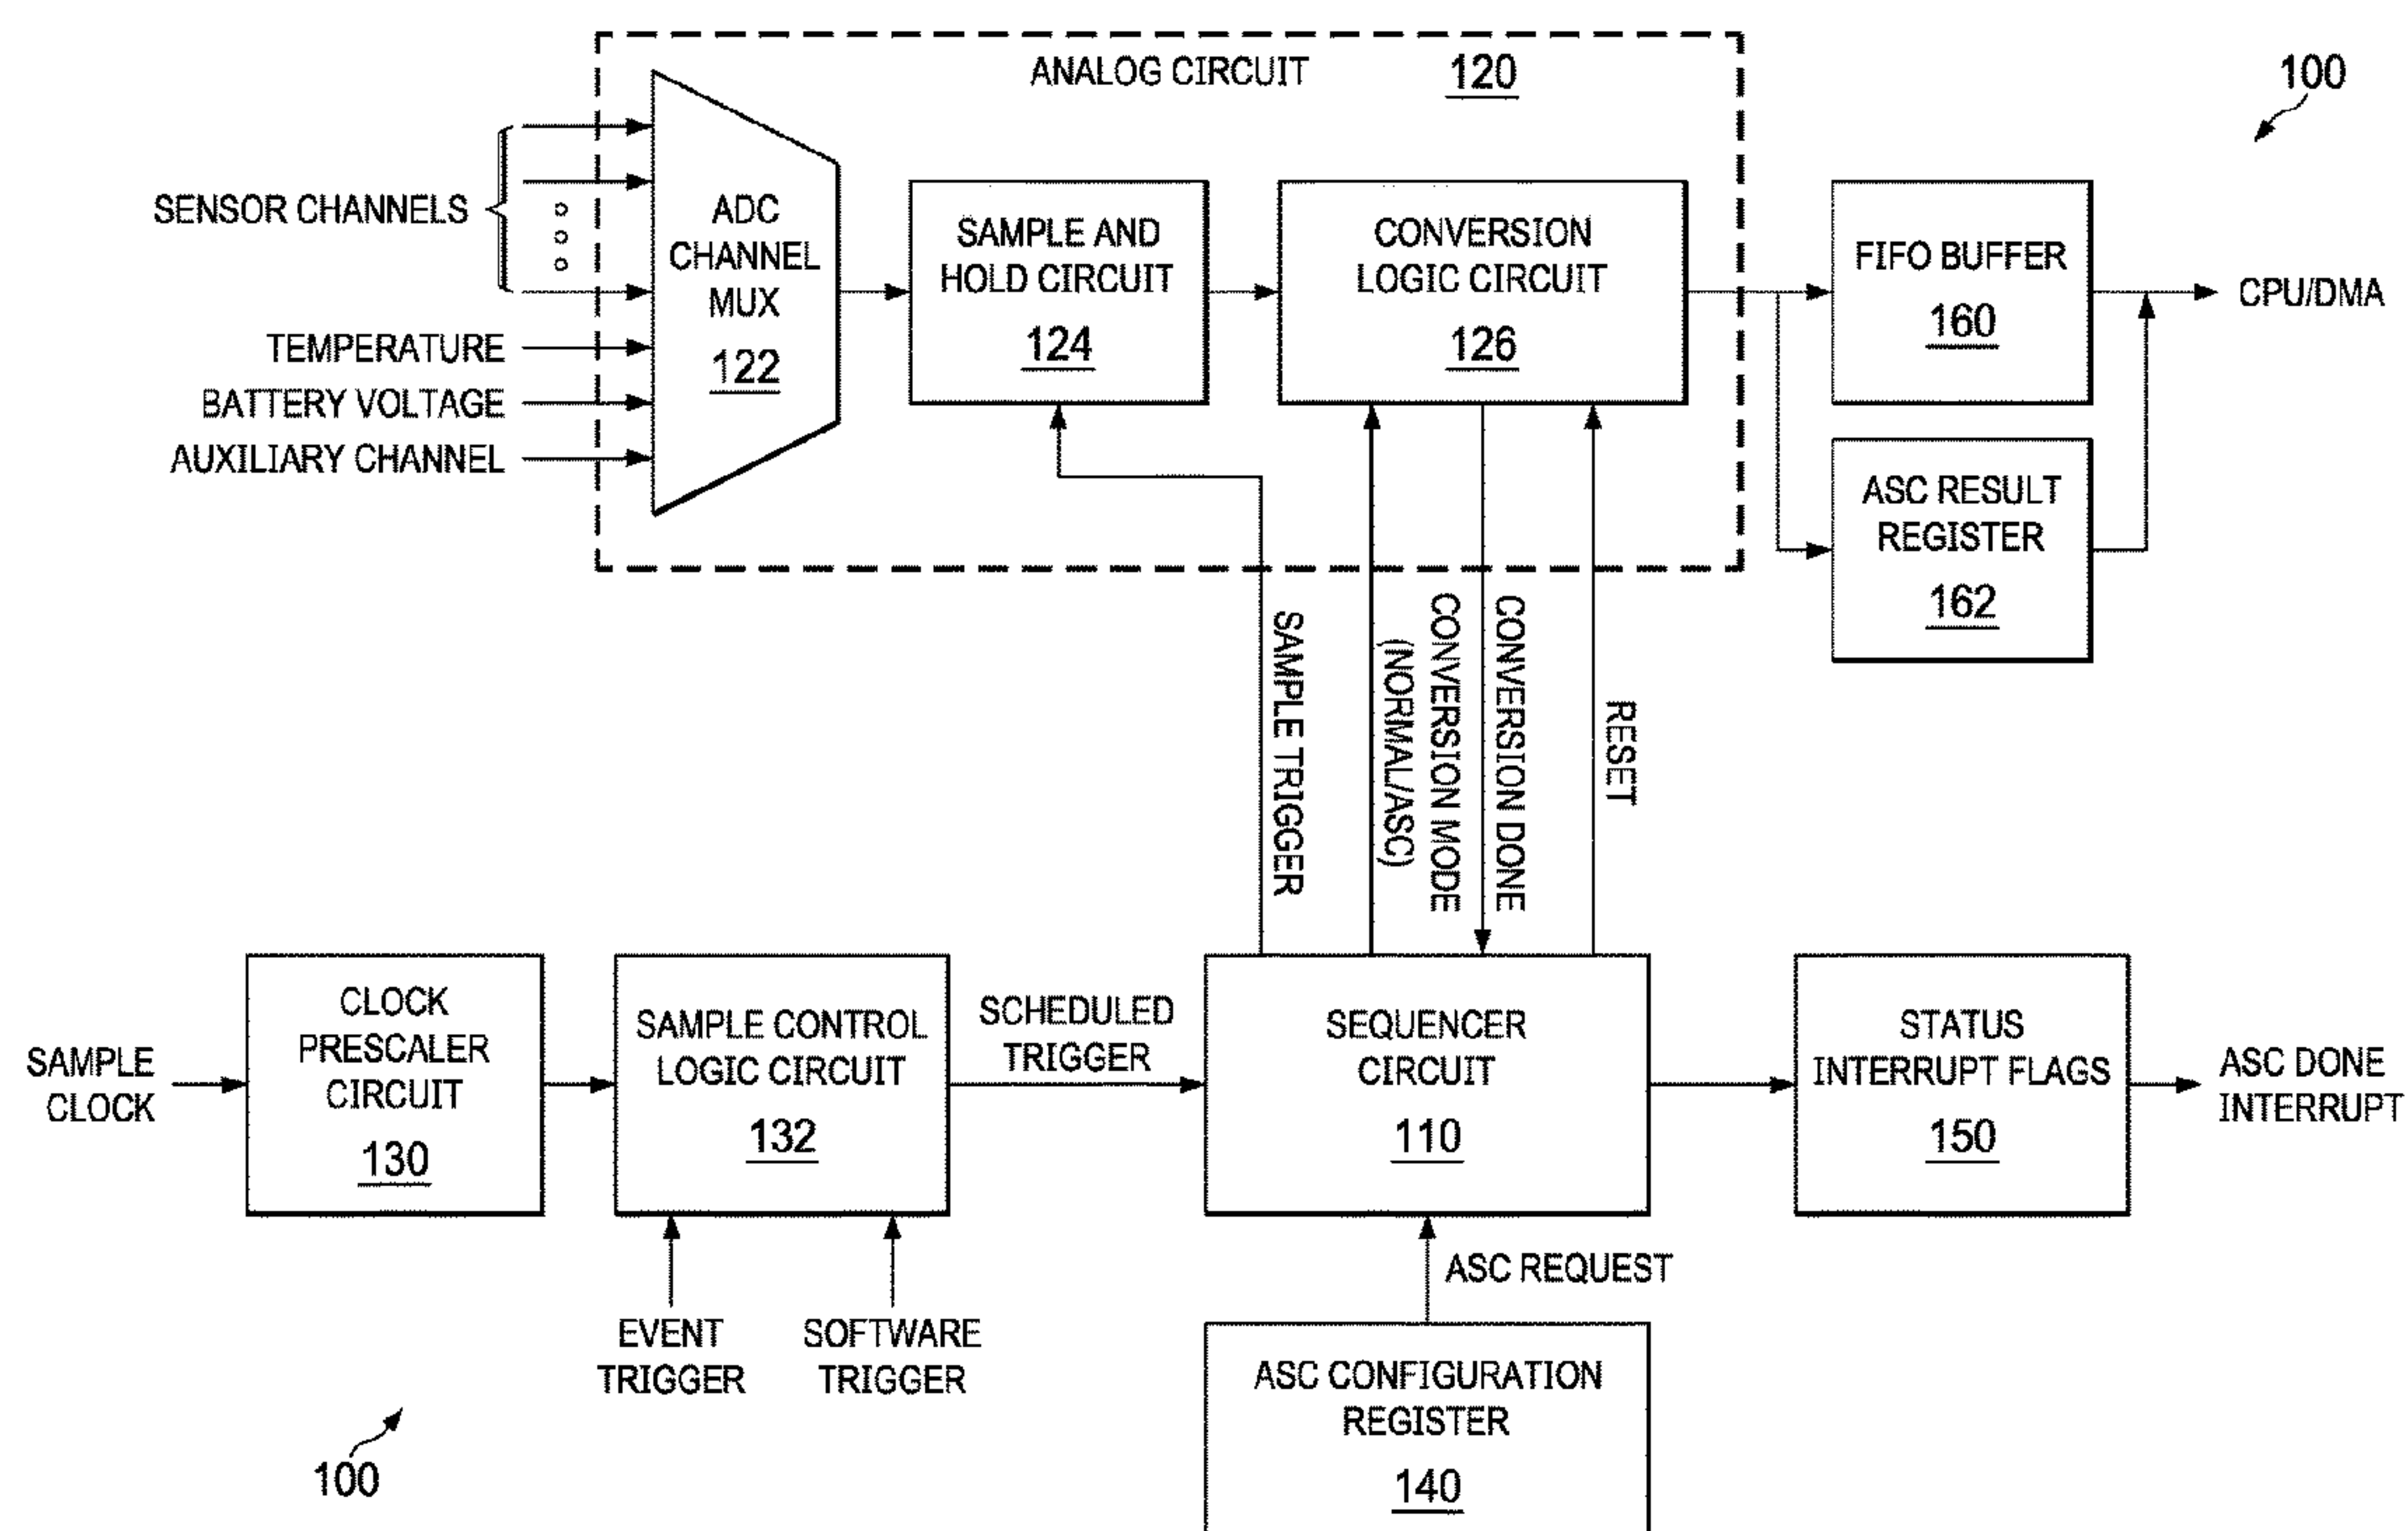 ANALOG CIRCUIT 120
100
SENSOR CHANNELS
TEMPERATURE
BATTERY VOLTAGE
AUXILIARY CHANNEL
ADC
CHANNEL
MUX
122
SAMPLE AND
HOLD CIRCUIT
124
CONVERSION
LOGIC CIRCUIT
126
FIFO BUFFER
160
CPU/DMA
ASC RESULT
REGISTER
162
SAMPLE TRIGGER
CONVERSION MODE
(NORMAL/ASC)
CONVERSION DONE
RESET
SAMPLE
CLOCK
CLOCK
PRESCALER
CIRCUIT
130
SAMPLE CONTROL
LOGIC CIRCUIT
132
SCHEDULED
TRIGGER
SEQUENCER
CIRCUIT
110
STATUS
INTERRUPT FLAGS
150
ASC DONE
INTERRUPT
EVENT
TRIGGER
SOFTWARE
TRIGGER
ASC REQUEST
ASC CONFIGURATION
REGISTER
140
100